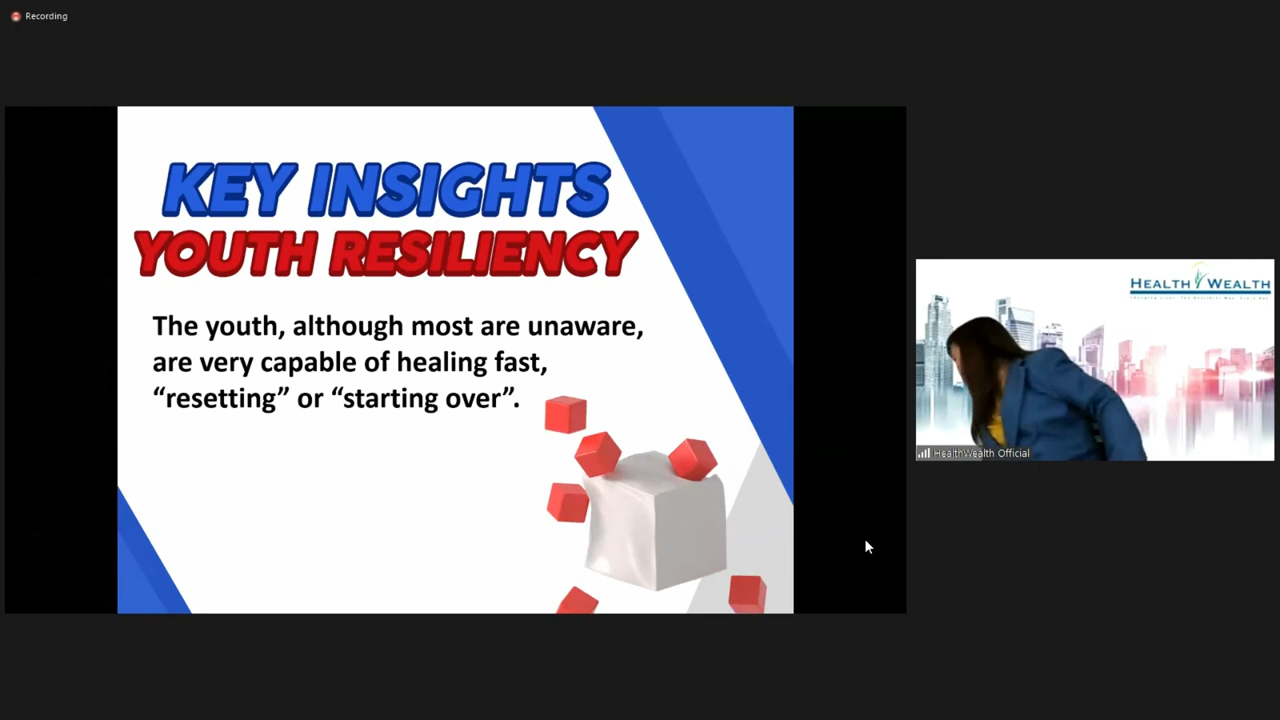 Recording
KEY INSIGHTS
YOUTH RESILIENCY
The youth, although most are unaware,
are very capable of healing fast,
“resetting” or “starting over”.
HEALTH WEALTH
HealthWealth Official